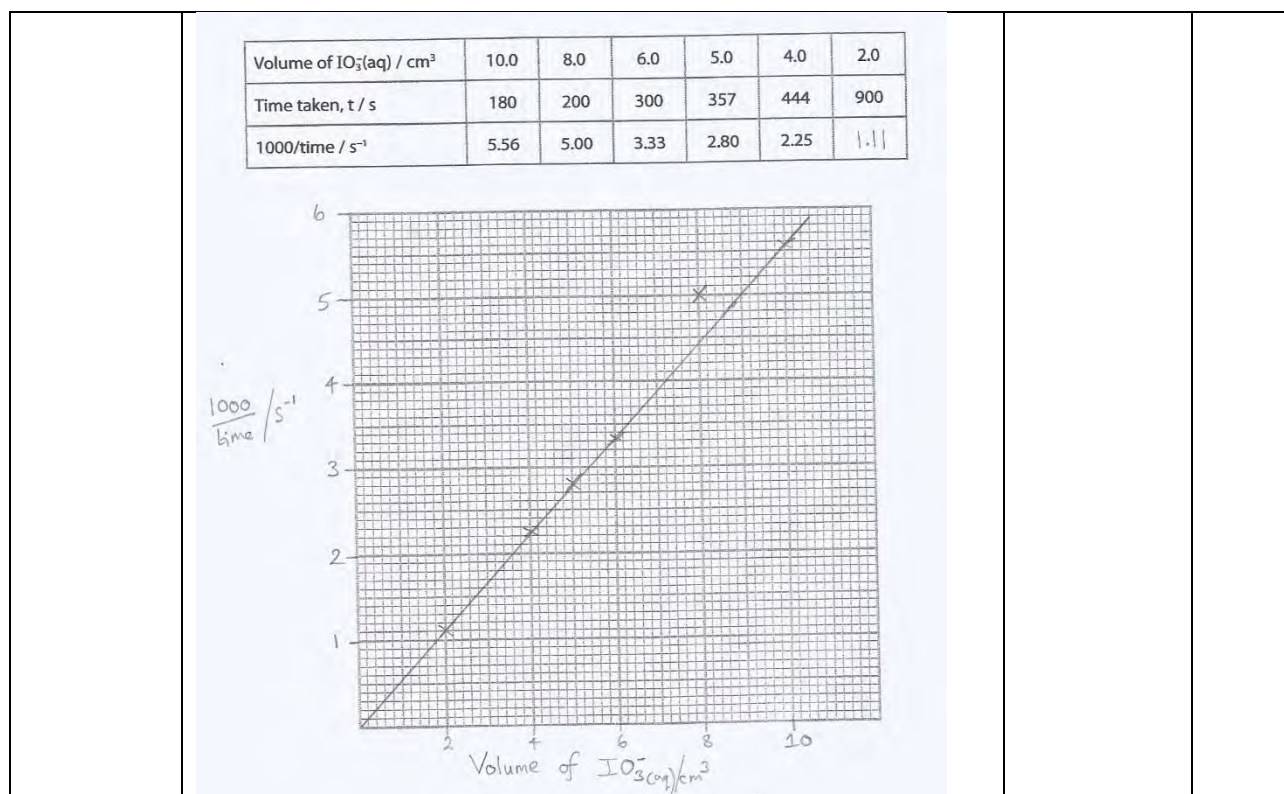 Volume of IO₃⁻(aq) / cm³ 10.0 8.0 6.0 5.0 4.0 2.0
Time taken, t / s 180 200 300 357 444 900
1000/time / s⁻¹ 5.56 5.00 3.33 2.80 2.25 1.11
6
5
4
1000/time / s⁻¹
3
2
1
2 4 6 8 10
Volume of IO₃⁻(aq)/cm³